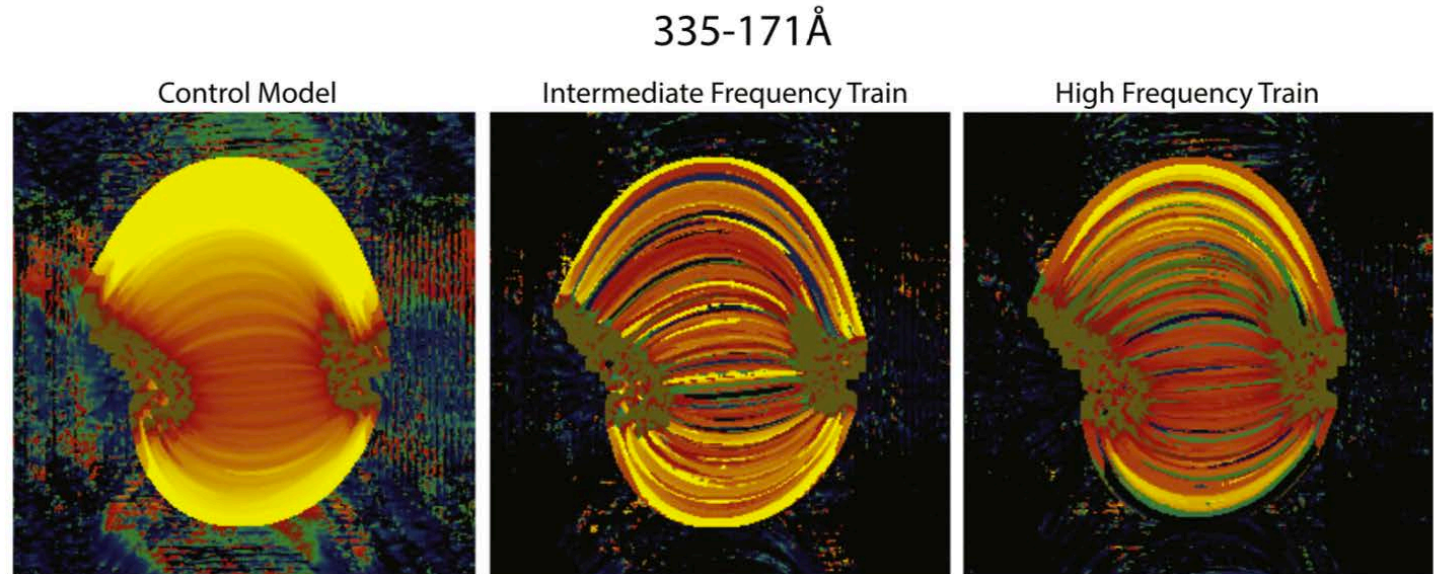 335-171Å
Control Model
Intermediate Frequency Train
High Frequency Train